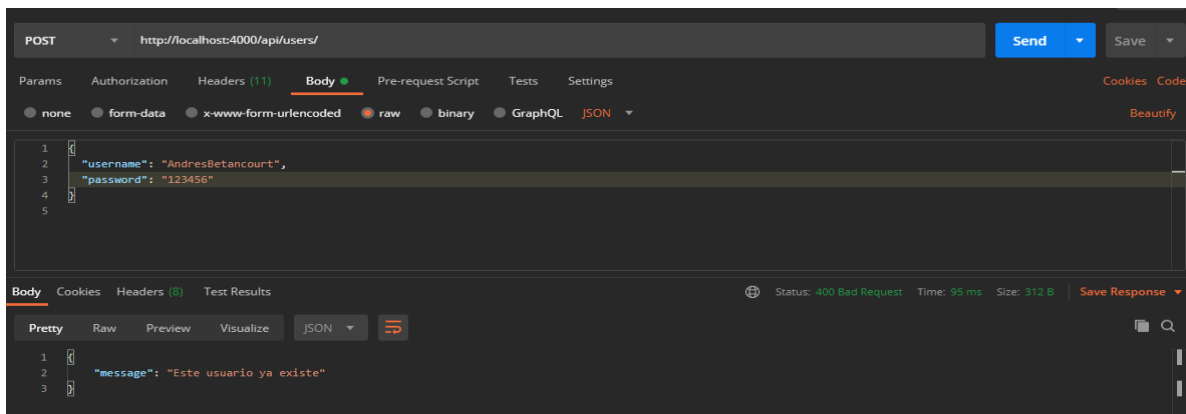 POST http://localhost:4000/api/users/ Send Save
Params Authorization Headers (11) Body Pre-request Script Tests Settings Cookies Code
none form-data x-www-form-urlencoded raw binary GraphQL JSON Beautify
1 {
2 "username": "AndresBetancourt",
3 "password": "123456"
4 }
5
Body Cookies Headers (8) Test Results Status: 400 Bad Request Time: 95 ms Size: 312 B Save Response
Pretty Raw Preview Visualize JSON
1 {
2 "message": "Este usuario ya existe"
3 }